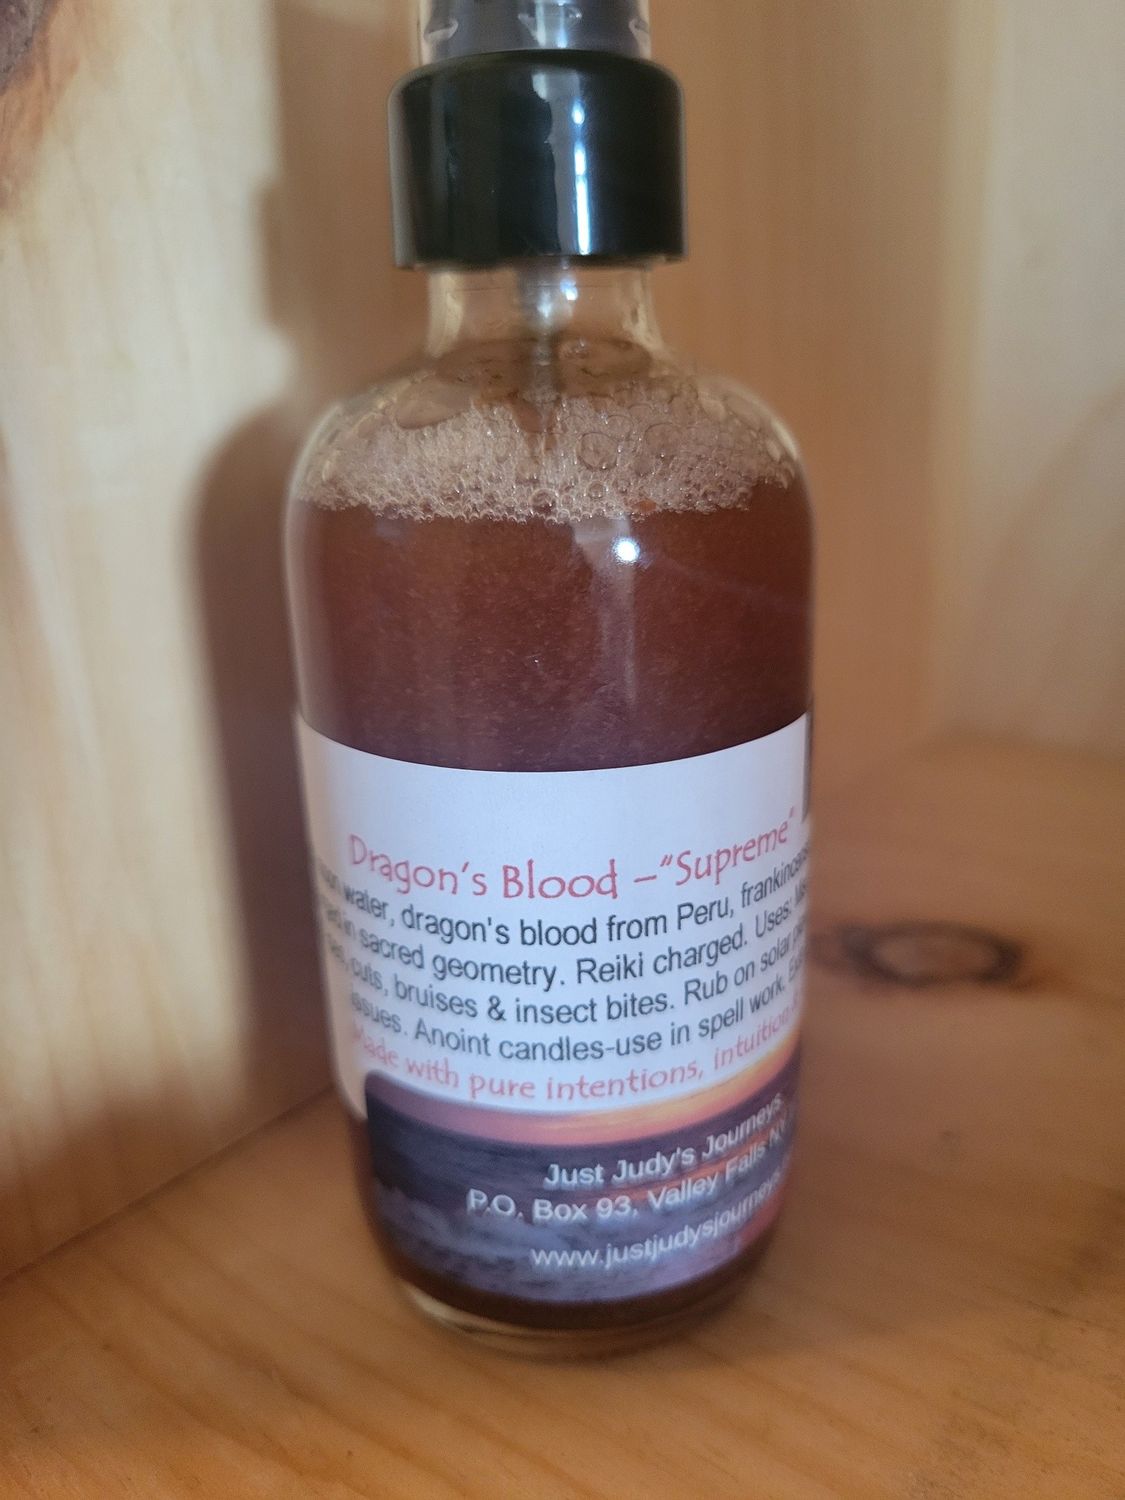 Dragon's Blood –"Supreme"
water, dragon's blood from Peru,
in sacred geometry. Reiki charged. Uses:
cuts, bruises & insect bites. Rub on solar
issues. Anoint candles-use in spell work.
Made with pure intentions, intuition
Just Judy's Journeys
P.O. Box 93, Valley Falls NY
www.justjudysjourneys